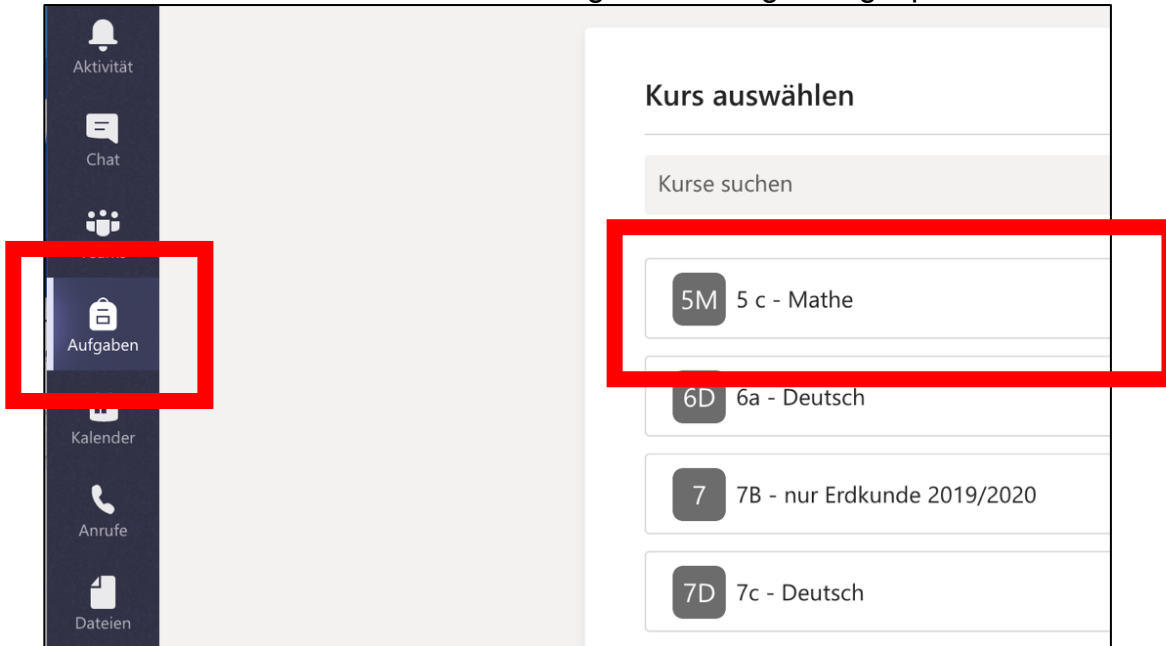 Aktivität
Chat
Aufgaben
Kalender
Anrufe
Dateien
Kurs auswählen
Kurse suchen
5M 5 c - Mathe
6D 6a - Deutsch
7 7B - nur Erdkunde 2019/2020
7D 7c - Deutsch